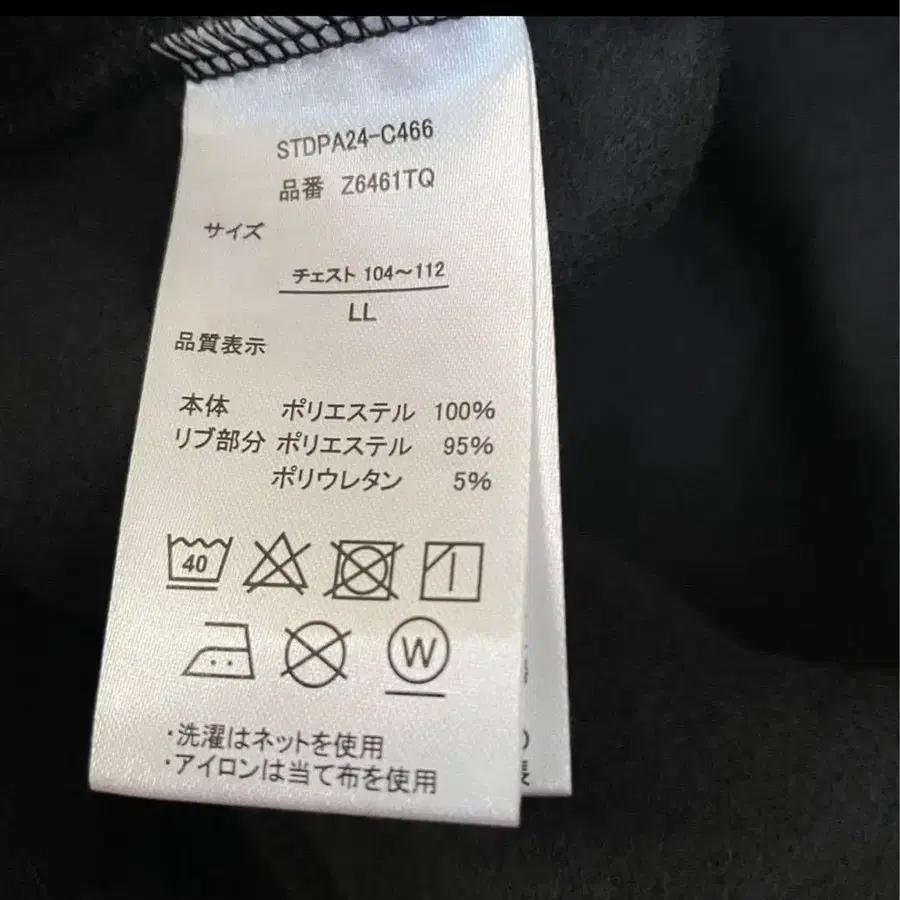 STDPA24-C466
品番 Z6461TQ
サイズ
チェスト 104～112
LL
品質表示
本体 ポリエステル 100%
リブ部分 ポリエステル 95%
ポリウレタン 5%
40
W
・洗濯はネットを使用
・アイロンは当て布を使用